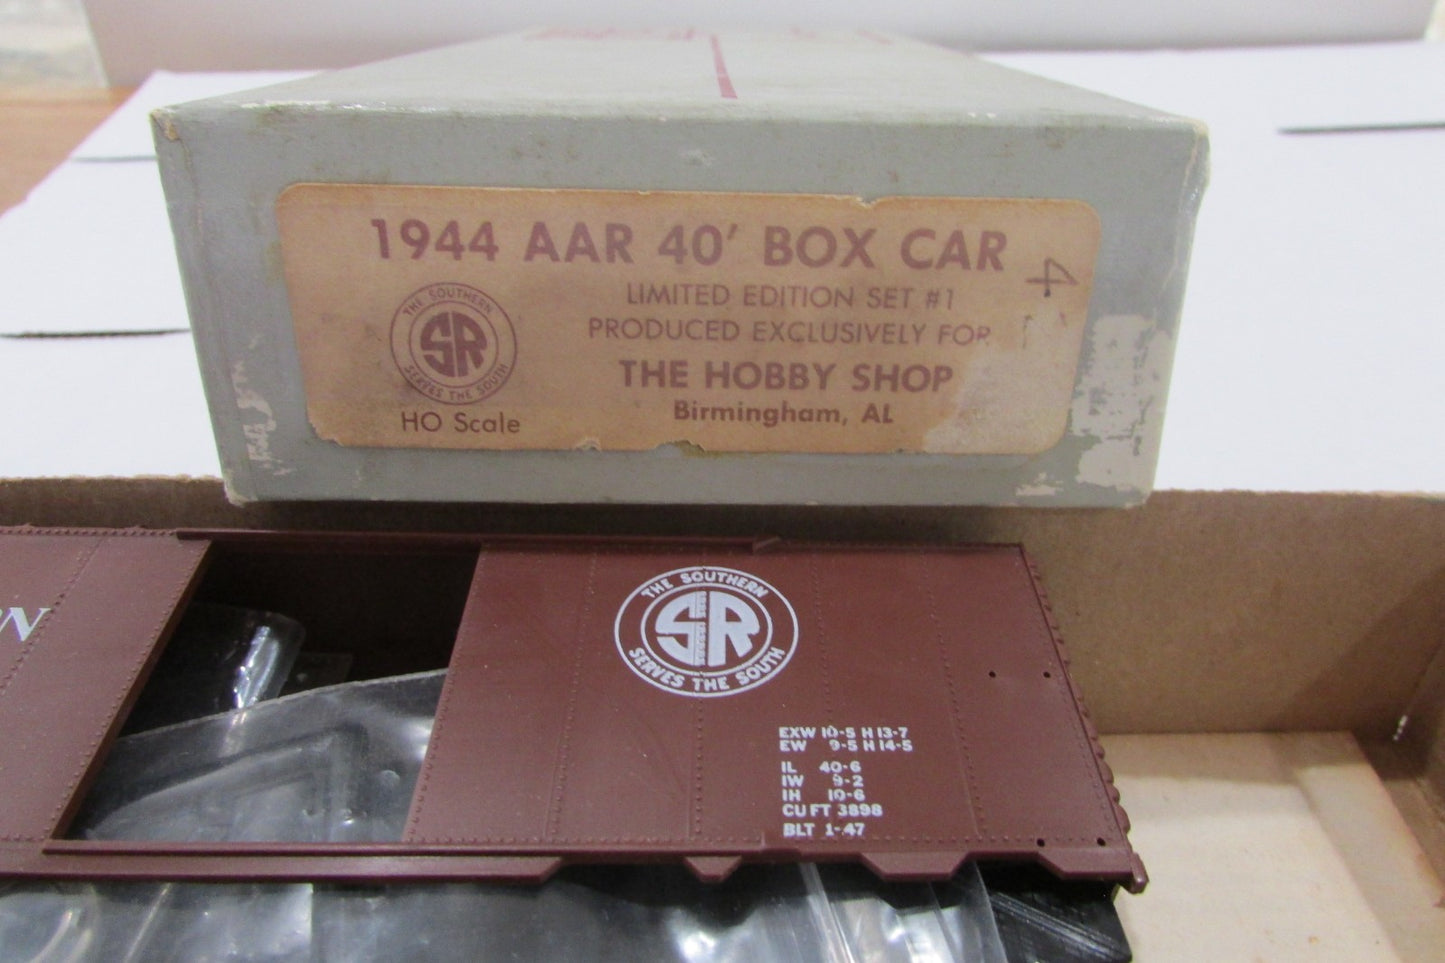 1944 AAR 40' BOX CAR
4
LIMITED EDITION SET #1
PRODUCED EXCLUSIVELY FOR
THE HOBBY SHOP
Birmingham, AL
THE SOUTHERN
SR
SERVES THE SOUTH
HO Scale
THE SOUTHERN
SR
SERVES THE SOUTH
EXW 10-5 H 13-7
EW 9-5 H 14-5
IL 40-6
IW 9-2
IH 10-6
CU FT 3898
BLT 1-47